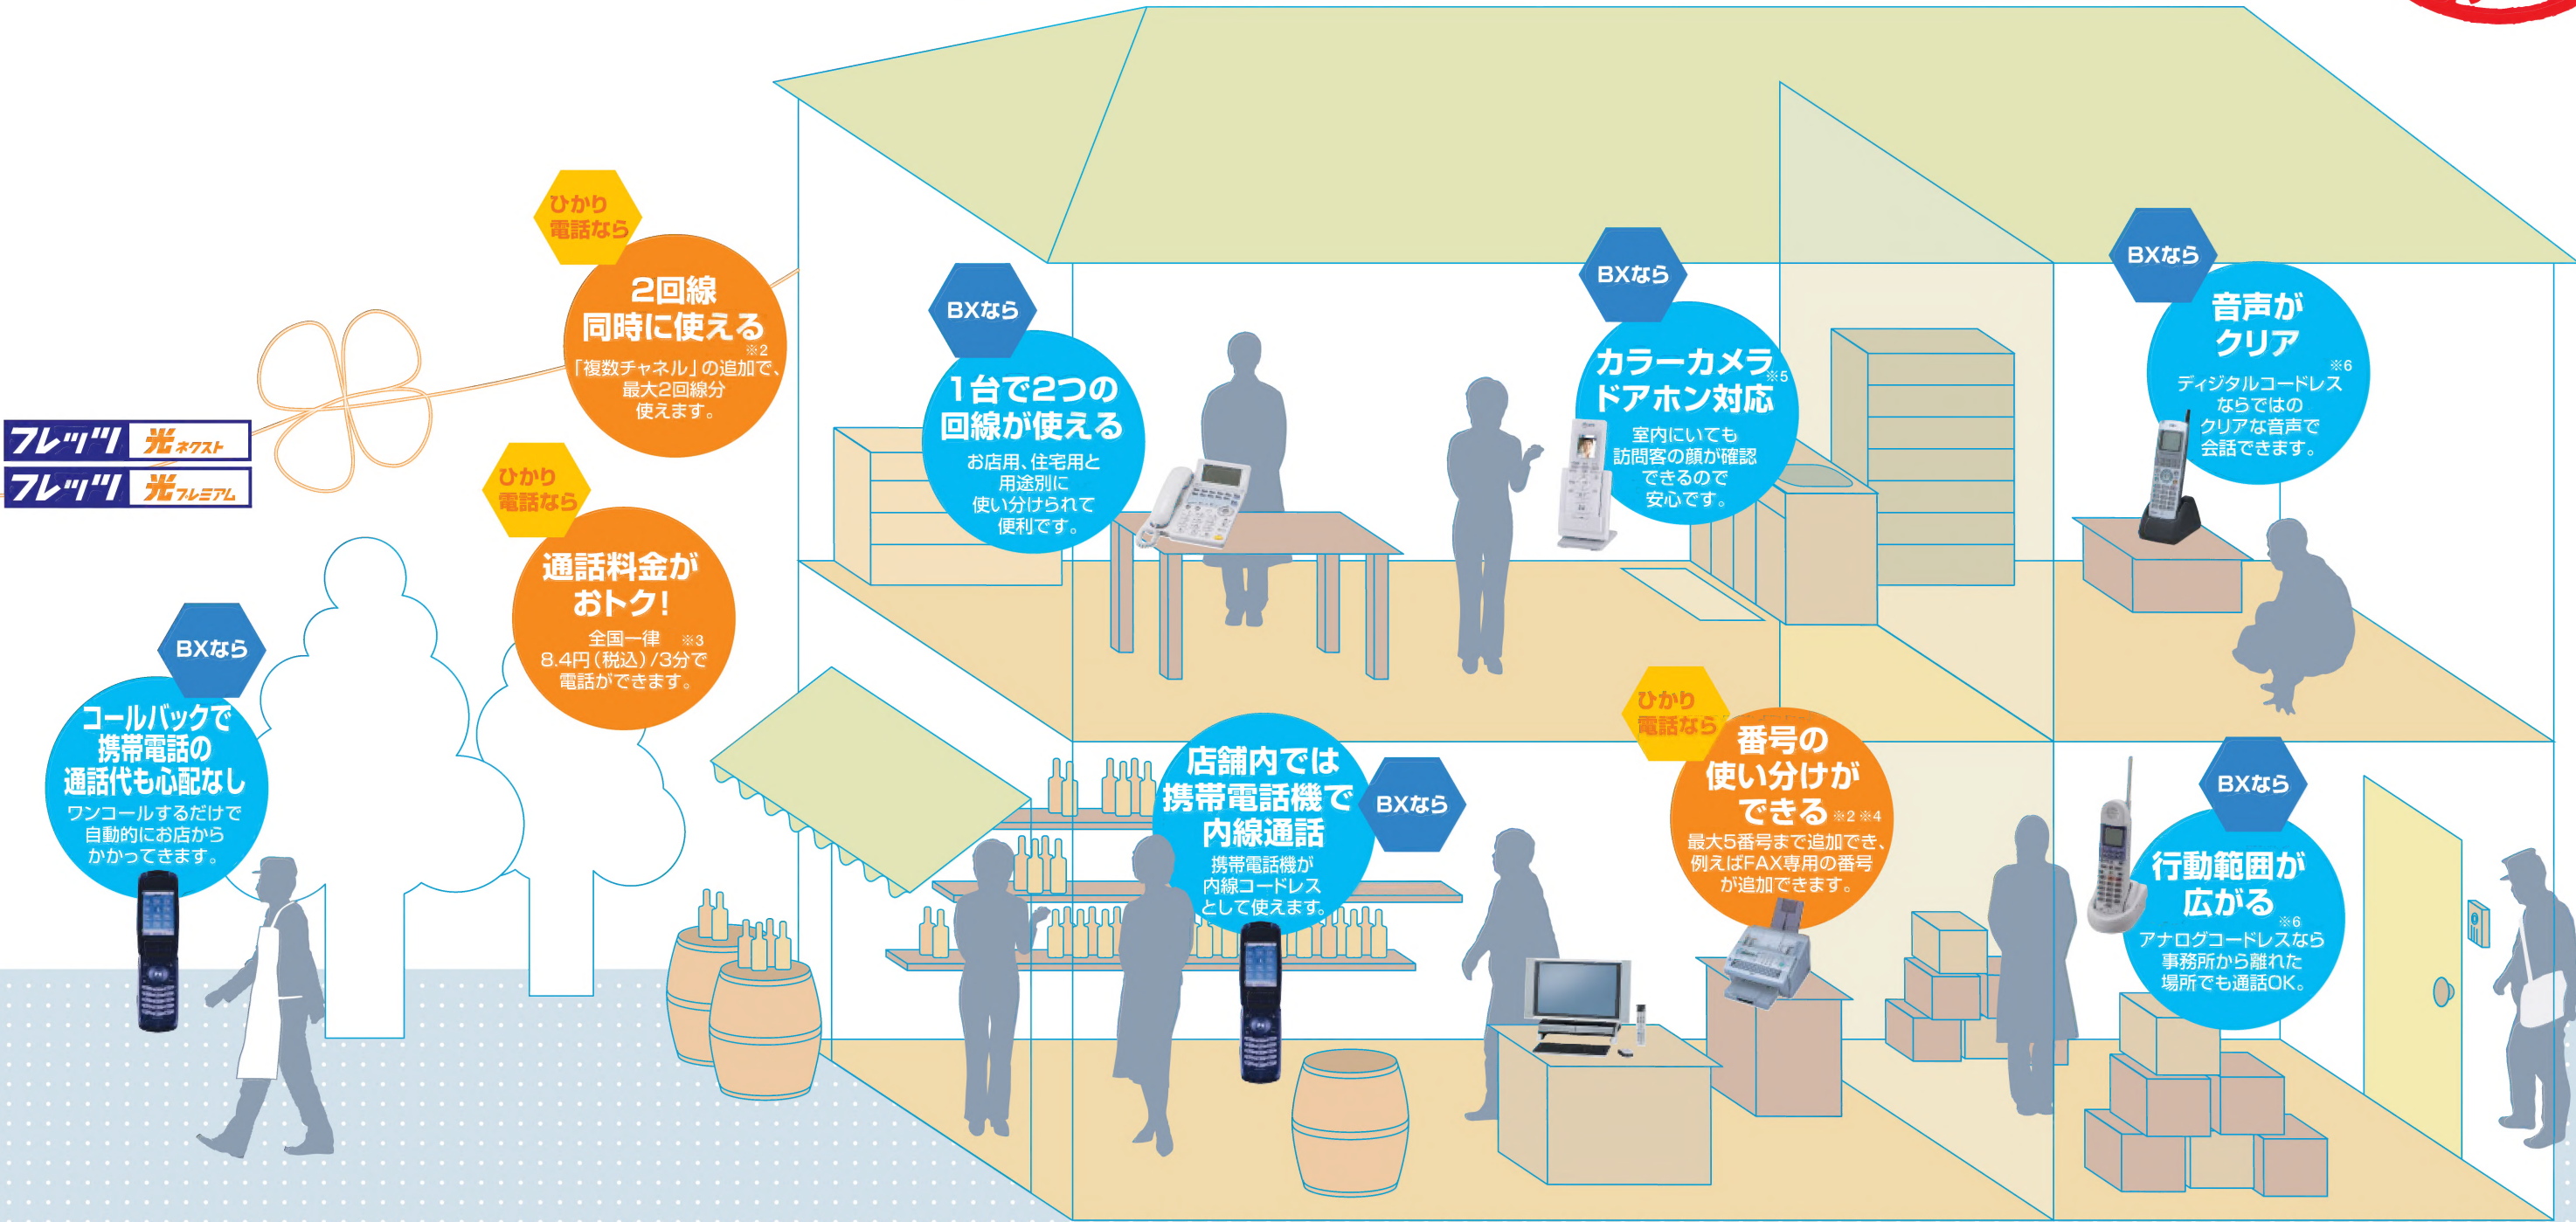 ひかり
電話なら
2回線
同時に使える
※2
「複数チャネル」の追加で、
最大2回線分
使えます。
フレッツ 光ネクスト
フレッツ 光プレミアム
ひかり
電話なら
通話料金が
おトク!
全国一律 ※3
8.4円(税込)/3分で
電話ができます。
BXなら
コールバックで
携帯電話の
通話代も心配なし
ワンコールするだけで
自動的にお店から
かかってきます。
BXなら
1台で2つの
回線が使える
お店用、住宅用と
用途別に
使い分けられて
便利です。
BXなら
カラーカメラ
ドアホン対応
※5
室内にいても
訪問客の顔が確認
できるので
安心です。
BXなら
音声が
クリア
※6
ディジタルコードレス
ならではの
クリアな音声で
会話できます。
店舗内では
携帯電話機で
内線通話
携帯電話機が
内線コードレス
として使えます。
BXなら
ひかり
電話なら
番号の
使い分けが
できる ※2 ※4
最大5番号まで追加でき、
例えばFAX専用の番号
が追加できます。
BXなら
行動範囲が
広がる
※6
アナログコードレスなら
事務所から離れた
場所でも通話OK。